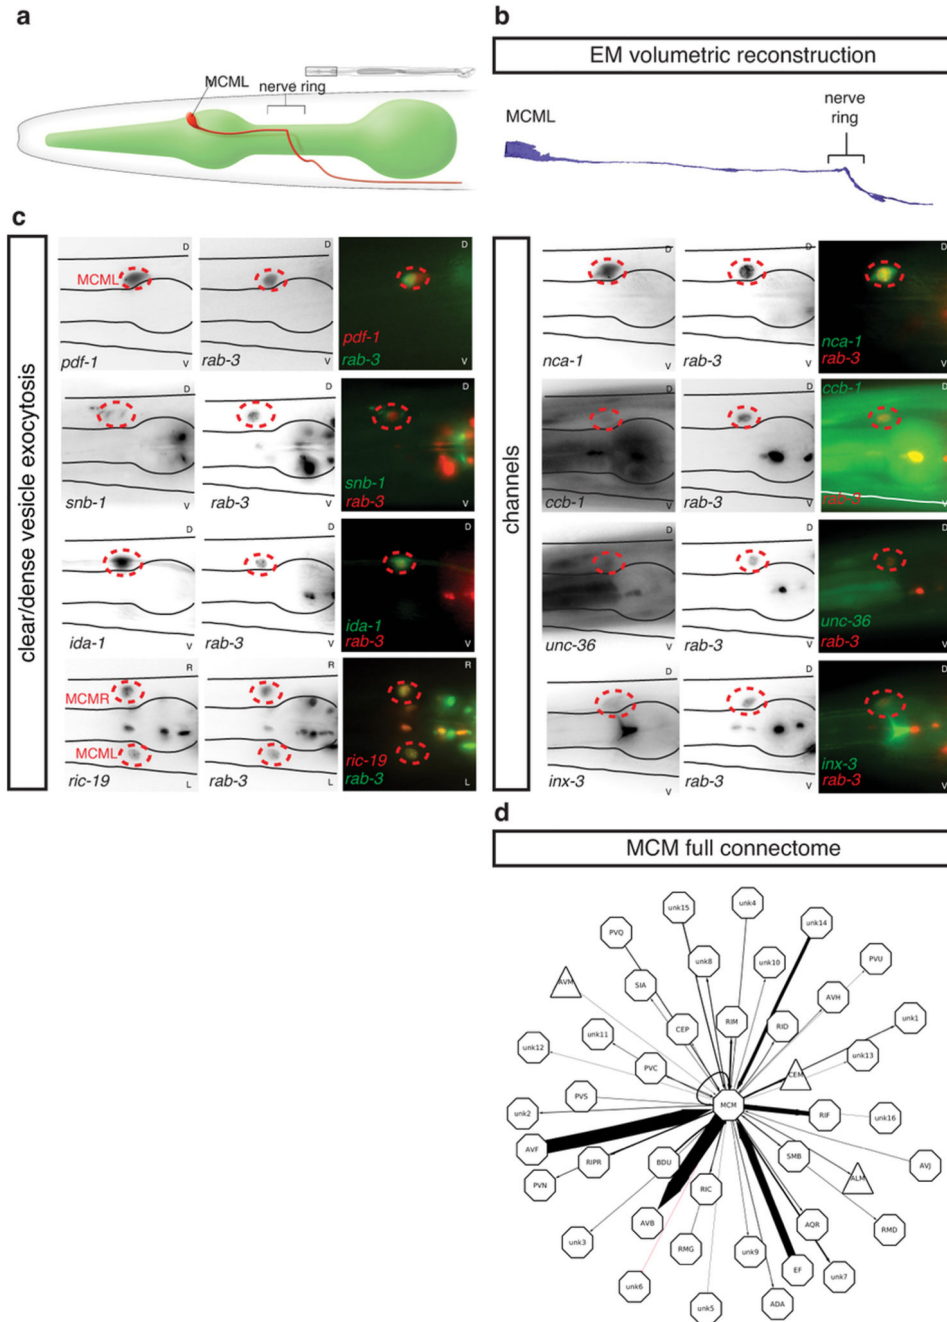 a
MCML
nerve ring
b
EM volumetric reconstruction
MCML
nerve
ring
c
clear/dense vesicle exocytosis
D
D
D
MCML
pdf-1
rab-3
pdf-1
rab-3
V
V
V
D
D
D
snb-1
rab-3
snb-1
rab-3
V
V
V
D
D
D
ida-1
rab-3
ida-1
rab-3
V
V
V
R
R
R
MCMR
MCML
ric-19
rab-3
ric-19
rab-3
L
L
L
channels
D
D
D
nca-1
rab-3
nca-1
rab-3
V
V
V
D
D
D
ccb-1
ccb-1
rab-3
rab-3
V
V
V
D
D
D
unc-36
rab-3
unc-36
rab-3
V
V
V
D
D
D
inx-3
rab-3
inx-3
rab-3
V
V
V
d
MCM full connectome
unk15
unk4
unk14
PVQ
unk8
unk10
PVU
AVM
SIA
AVH
CEP
RIM
RID
unk1
unk12
unk11
unk13
PVC
CEM
PVS
MCM
unk2
RIF
unk16
AVF
RIPR
BDU
SMB
AVJ
PVN
RIC
ALM
AVB
AQR
RMD
unk3
RMG
unk9
EF
unk7
unk6
unk5
ADA